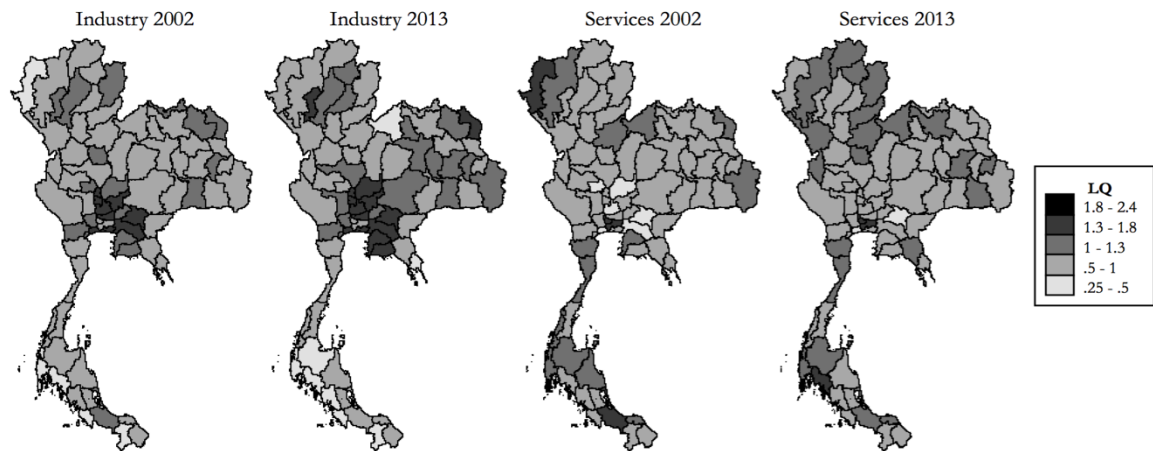 Industry 2002
Industry 2013
Services 2002
Services 2013
LQ
1.8 - 2.4
1.3 - 1.8
1 - 1.3
.5 - 1
.25 - .5